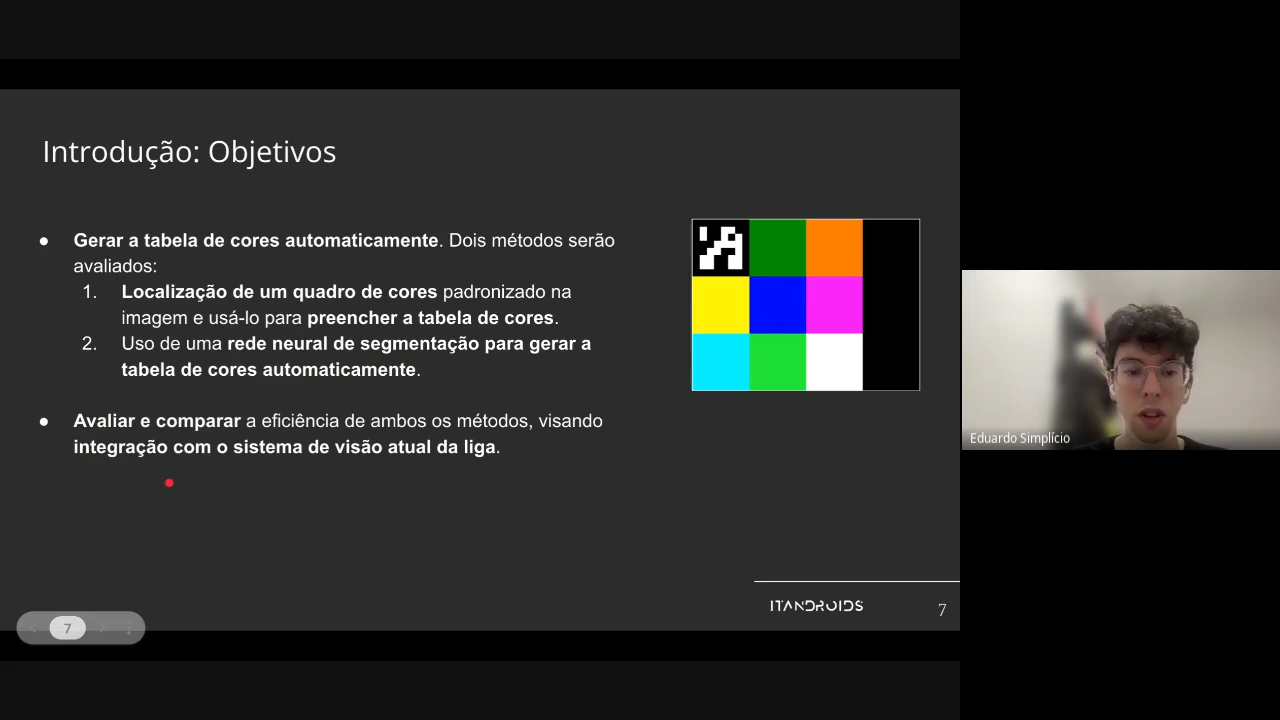 Introdução: Objetivos
● Gerar a tabela de cores automaticamente. Dois métodos serão
avaliados:
1. Localização de um quadro de cores padronizado na
imagem e usá-lo para preencher a tabela de cores.
2. Uso de uma rede neural de segmentação para gerar a
tabela de cores automaticamente.
● Avaliar e comparar a eficiência de ambos os métodos, visando
integração com o sistema de visão atual da liga.
ITANDROIDS
7
7
Eduardo Simplício